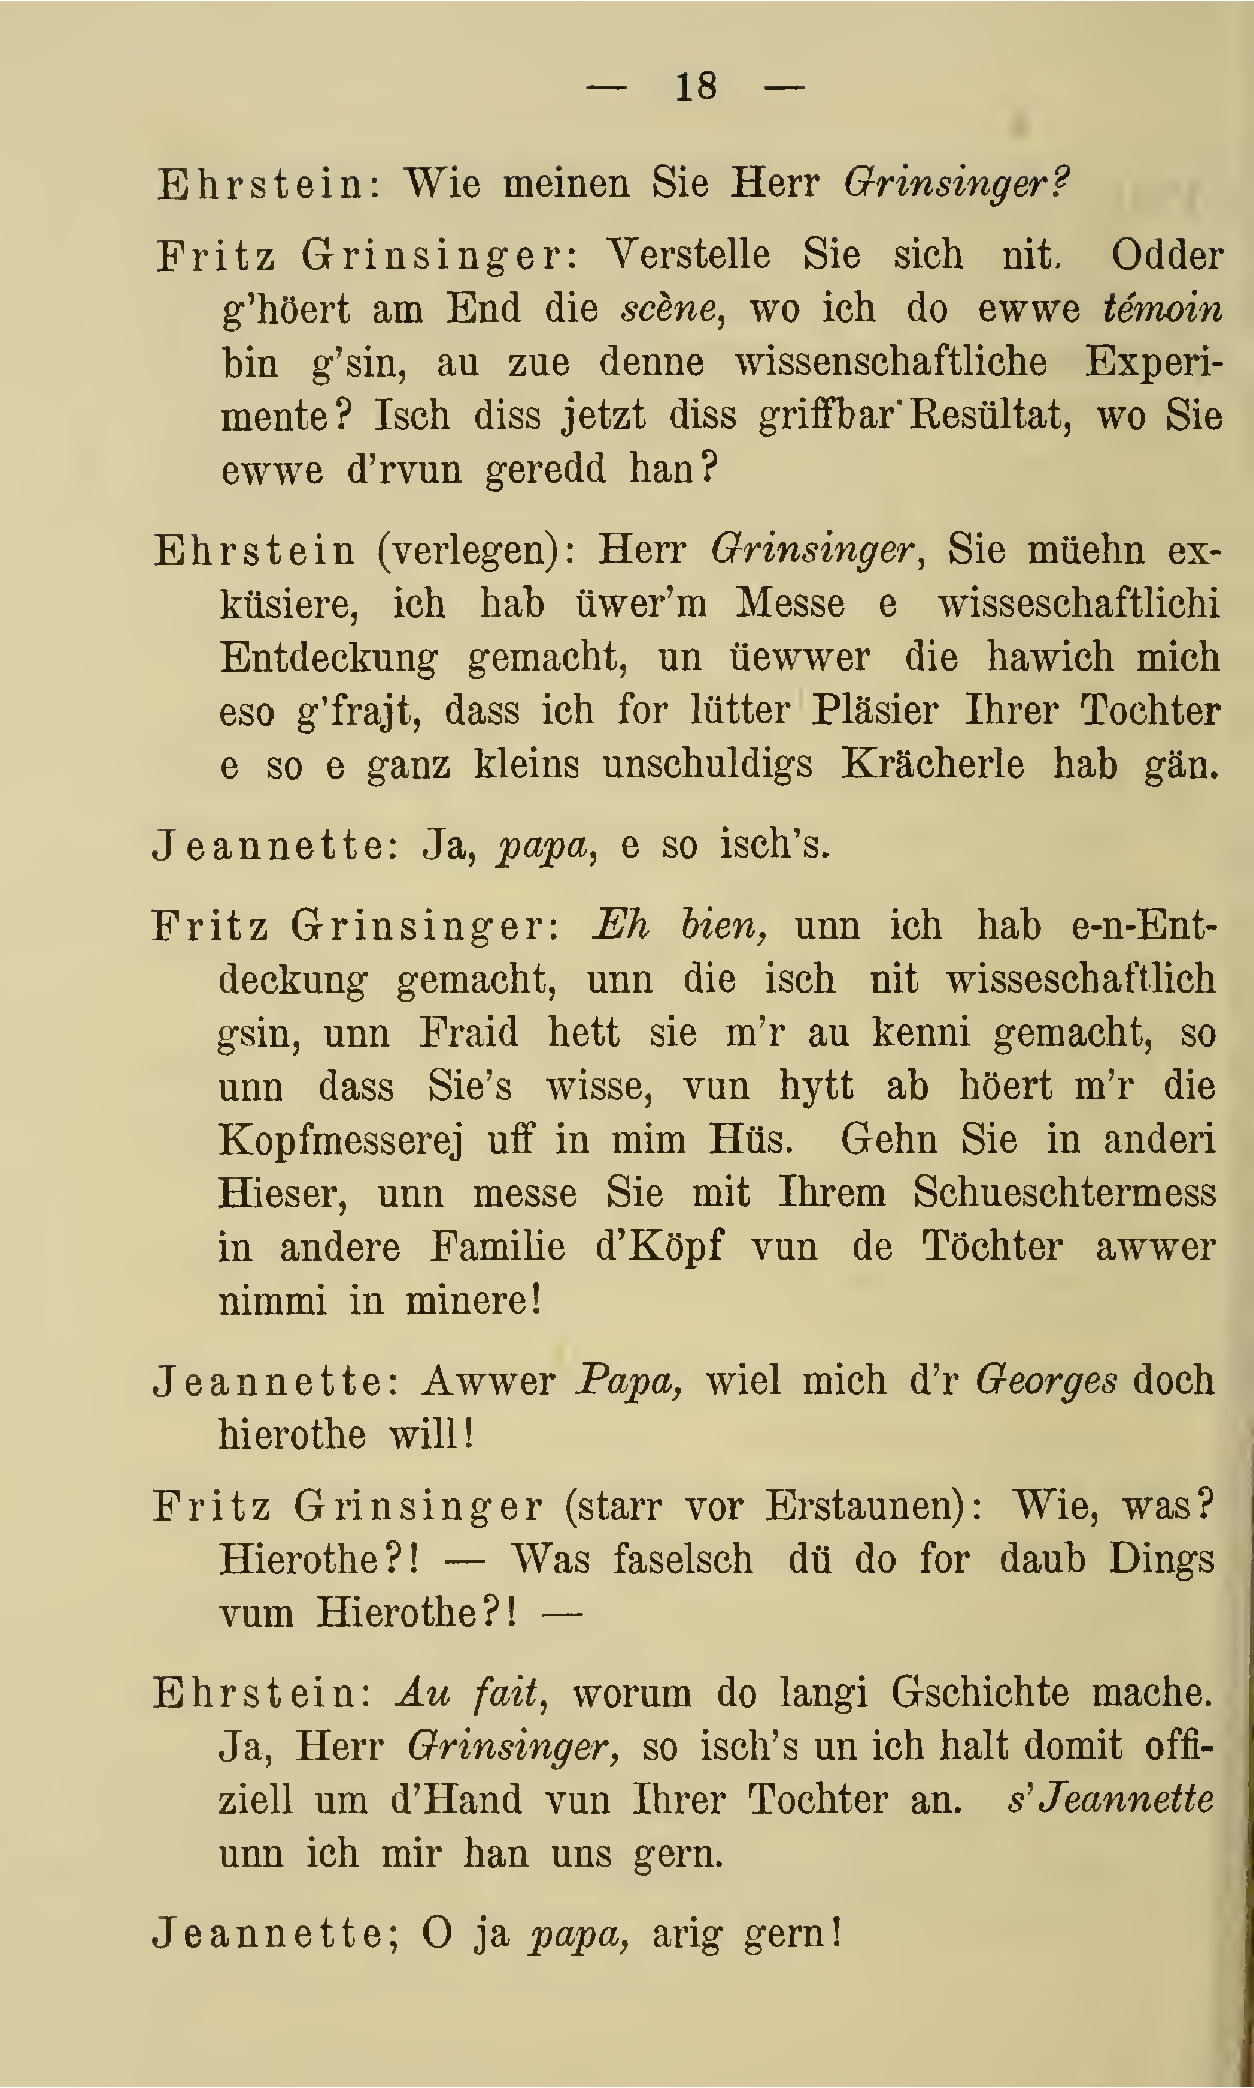 — 18 —
Ehrstein: Wie meinen Sie Herr Grinsinger?
Fritz Grinsinger: Verstelle Sie sich nit. Odder
g'höert am End die scène, wo ich do ewwe témoin
bin g'sin, au zue denne wissenschaftliche Experi-
mente? Isch diss jetzt diss griffbar Resültat, wo Sie
ewwe d'rvun geredd han?
Ehrstein (verlegen): Herr Grinsinger, Sie müehn ex-
küsiere, ich hab üwer'm Messe e wisseschaftlichi
Entdeckung gemacht, un üewwer die hawich mich
eso g'frajt, dass ich for lütter Pläsier Ihrer Tochter
e so e ganz kleins unschuldigs Krächerle hab gän.
Jeannette: Ja, papa, e so isch's.
Fritz Grinsinger: Eh bien, unn ich hab e-n-Ent-
deckung gemacht, unn die isch nit wisseschaftlich
gsin, unn Fraid hett sie m'r au kenni gemacht, so
unn dass Sie's wisse, vun hytt ab höert m'r die
Kopfmesserej uff in mim Hüs. Gehn Sie in anderi
Hieser, unn messe Sie mit Ihrem Schueschtermess
in andere Familie d'Köpf vun de Töchter awwer
nimmi in minere!
Jeannette: Awwer Papa, wiel mich d'r Georges doch
hierothe will!
Fritz Grinsinger (starr vor Erstaunen): Wie, was?
Hierothe?! — Was faselsch dü do for daub Dings
vum Hierothe?! —
Ehrstein: Au fait, worum do langi Gschichte mache.
Ja, Herr Grinsinger, so isch's un ich halt domit offi-
ziell um d'Hand vun Ihrer Tochter an. s'Jeannette
unn ich mir han uns gern.
Jeannette; O ja papa, arig gern!